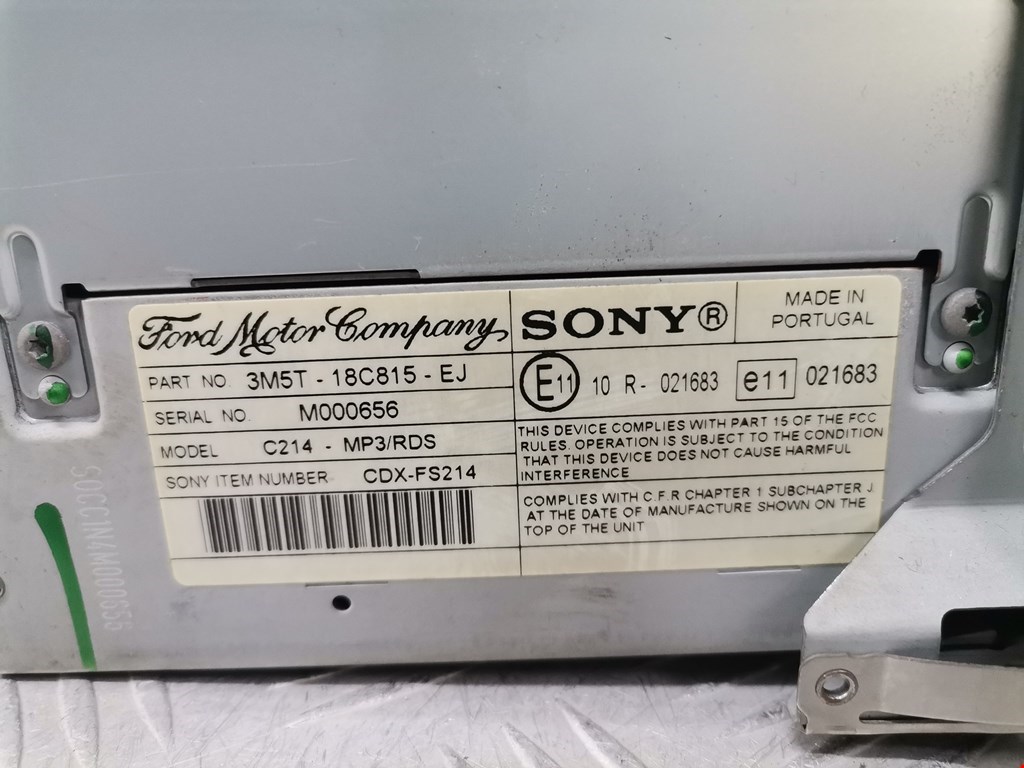 Ford Motor Company
PART NO. 3M5T - 18C815 - EJ
SERIAL NO. M000656
MODEL C214 - MP3/RDS
SONY ITEM NUMBER CDX-FS214
SONY®
MADE IN
PORTUGAL
E11 10 R - 021683 e11 021683
THIS DEVICE COMPLIES WITH PART 15 OF THE FCC
RULES. OPERATION IS SUBJECT TO THE CONDITION
THAT THIS DEVICE DOES NOT CAUSE HARMFUL
INTERFERENCE
COMPLIES WITH C.F.R CHAPTER 1 SUBCHAPTER J
AT THE DATE OF MANUFACTURE SHOWN ON THE
TOP OF THE UNIT